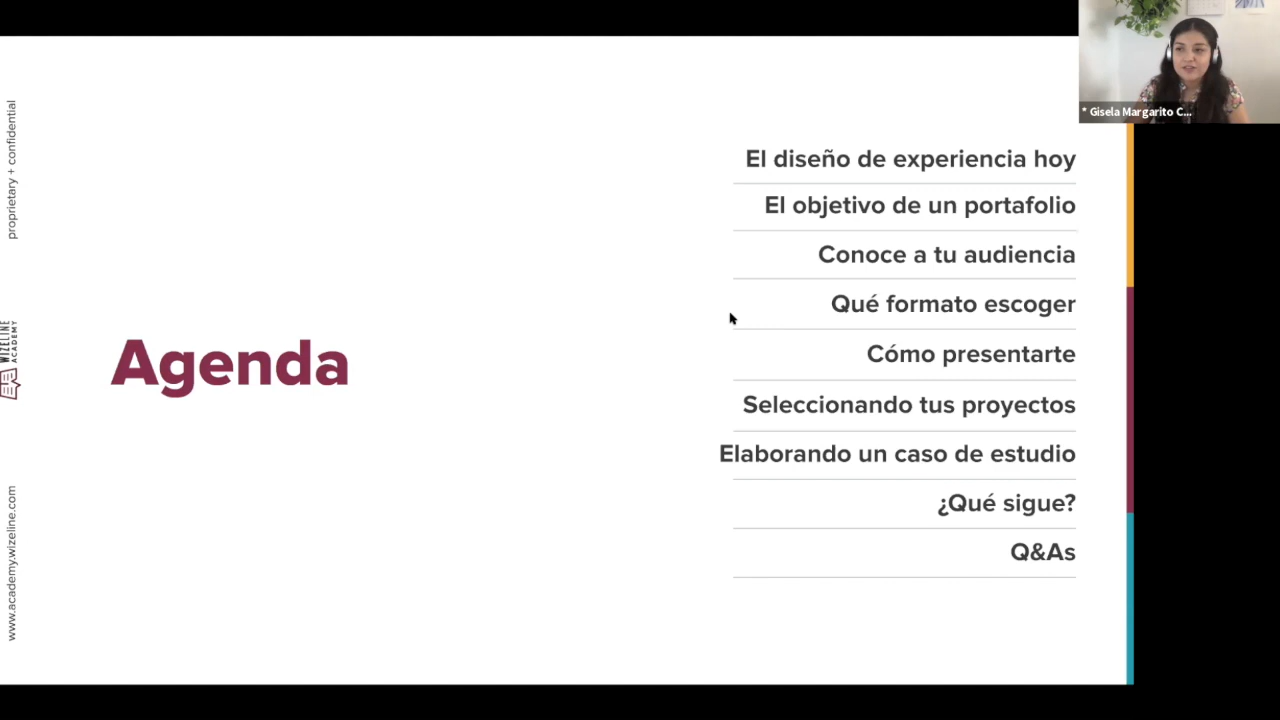 * Gisela Margarito C...
proprietary + confidential
WIZELINE
ACADEMY
www.academy.wizeline.com
Agenda
El diseño de experiencia hoy
El objetivo de un portafolio
Conoce a tu audiencia
Qué formato escoger
Cómo presentarte
Seleccionando tus proyectos
Elaborando un caso de estudio
¿Qué sigue?
Q&As